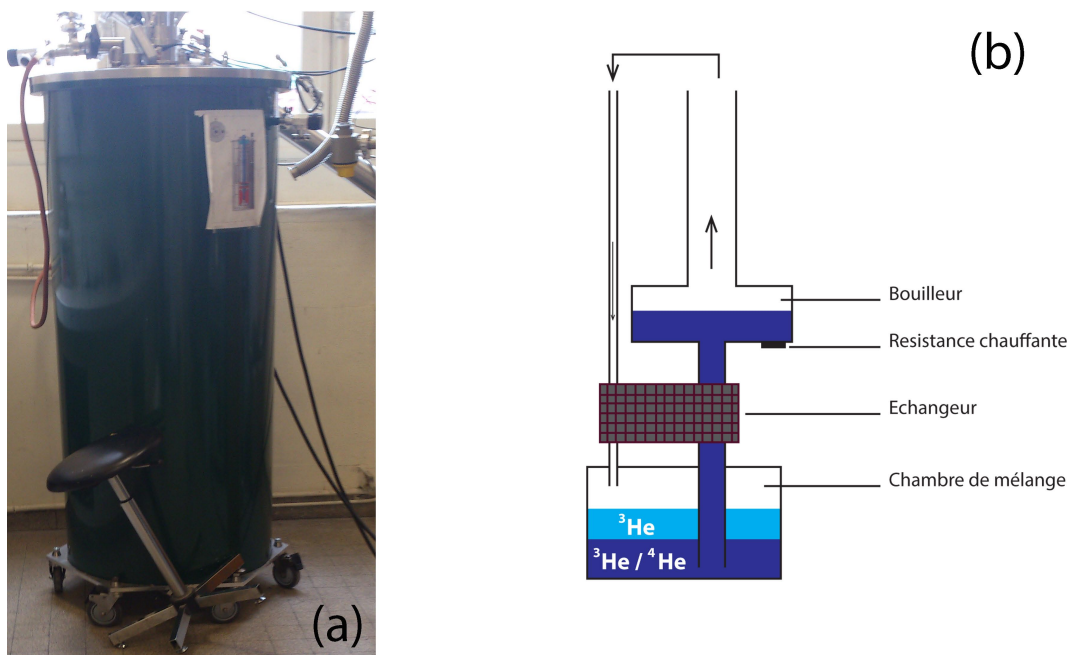 (a)
(b)
Bouilleur
Resistance chauffante
Echangeur
Chambre de mélange
³He
³He / ⁴He